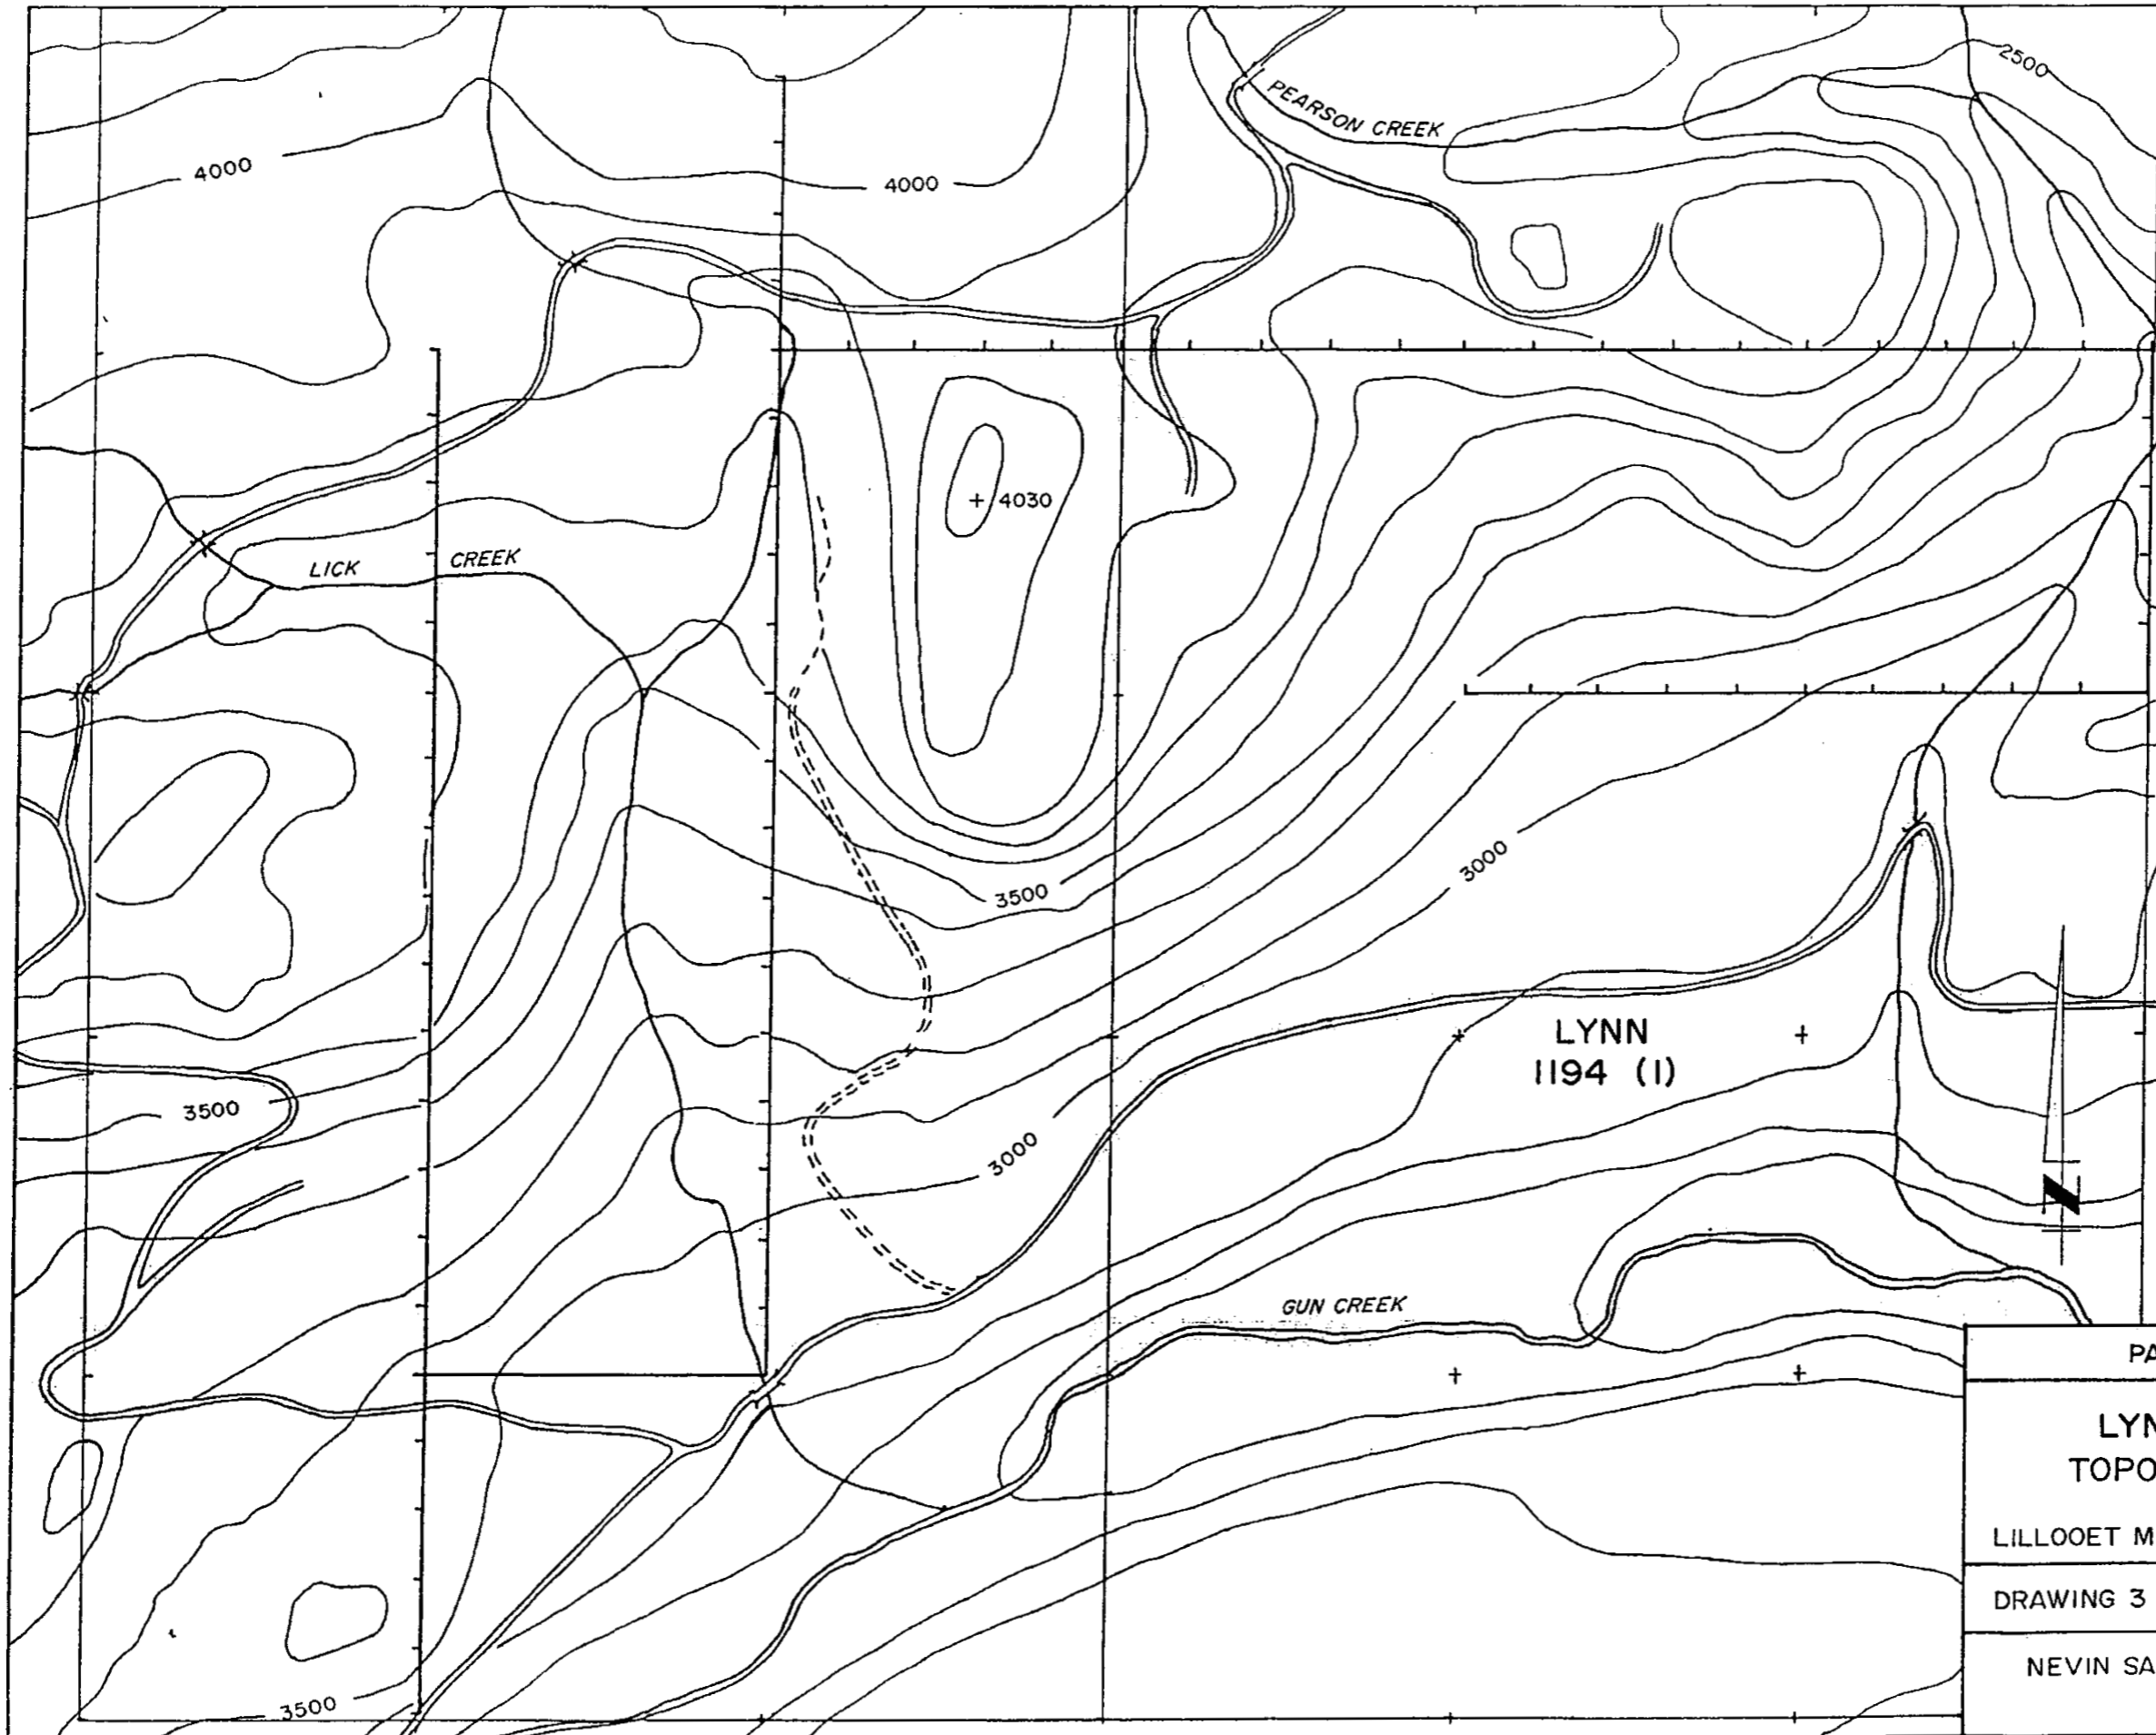 2500
PEARSON CREEK
4000
4000
4030
LICK CREEK
3500
3000
LYNN
1194 (1)
3500
3000
N
GUN CREEK
3500
PA
LYN
TOPO
LILLOOET M
DRAWING 3
NEVIN SA